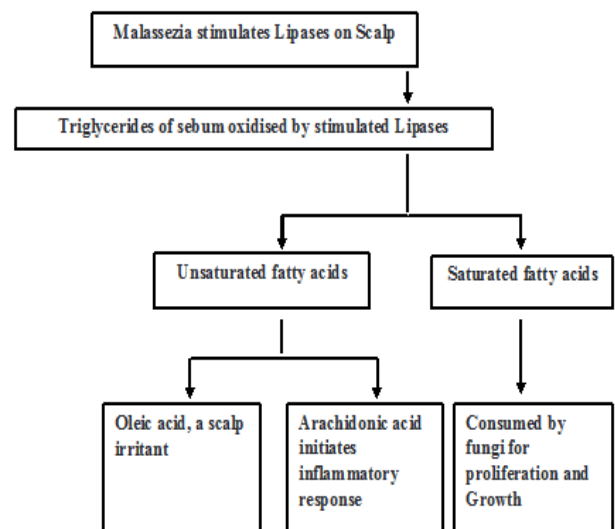 Malassezia stimulates Lipases on Scalp
Triglycerides of sebum oxidised by stimulated Lipases
Unsaturated fatty acids
Saturated fatty acids
Oleic acid, a scalp
irritant
Arachidonic acid
initiates
inflammatory
response
Consumed by
fungi for
proliferation and
Growth